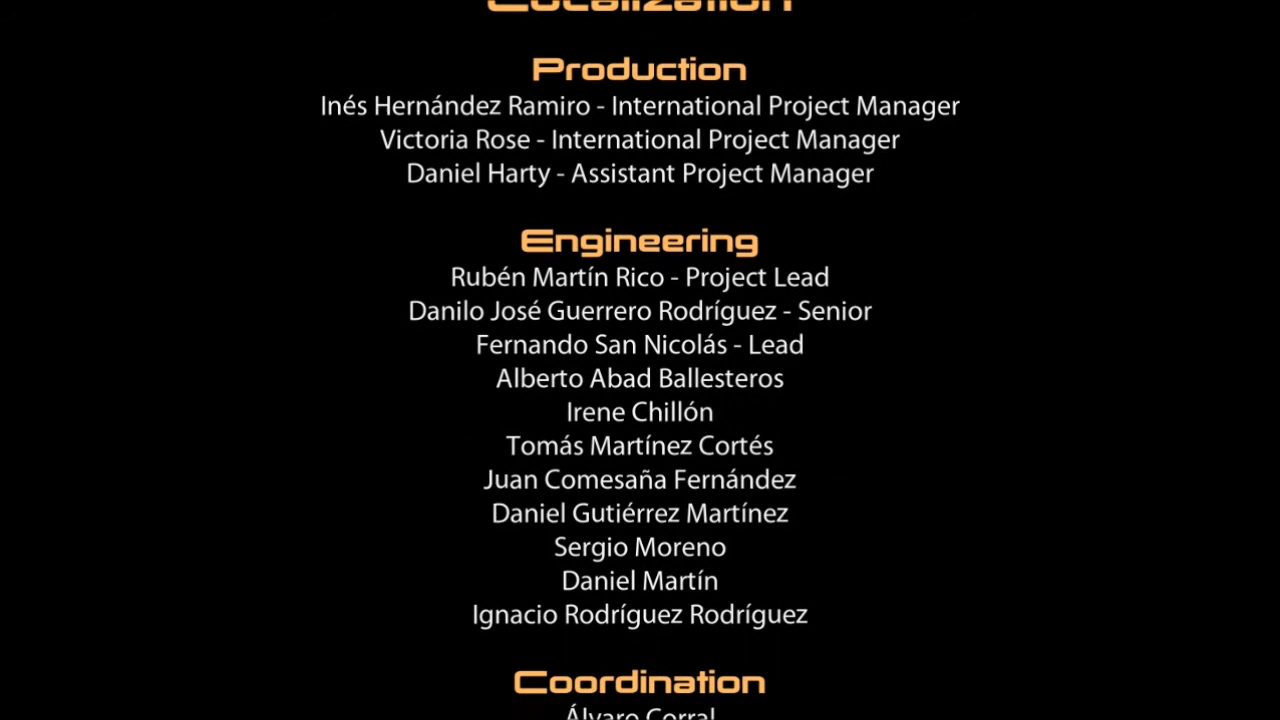 Localization
Production
Inés Hernández Ramiro - International Project Manager
Victoria Rose - International Project Manager
Daniel Harty - Assistant Project Manager
Engineering
Rubén Martín Rico - Project Lead
Danilo José Guerrero Rodríguez - Senior
Fernando San Nicolás - Lead
Alberto Abad Ballesteros
Irene Chillón
Tomás Martínez Cortés
Juan Comesaña Fernández
Daniel Gutiérrez Martínez
Sergio Moreno
Daniel Martín
Ignacio Rodríguez Rodríguez
Coordination
Álvaro Corral